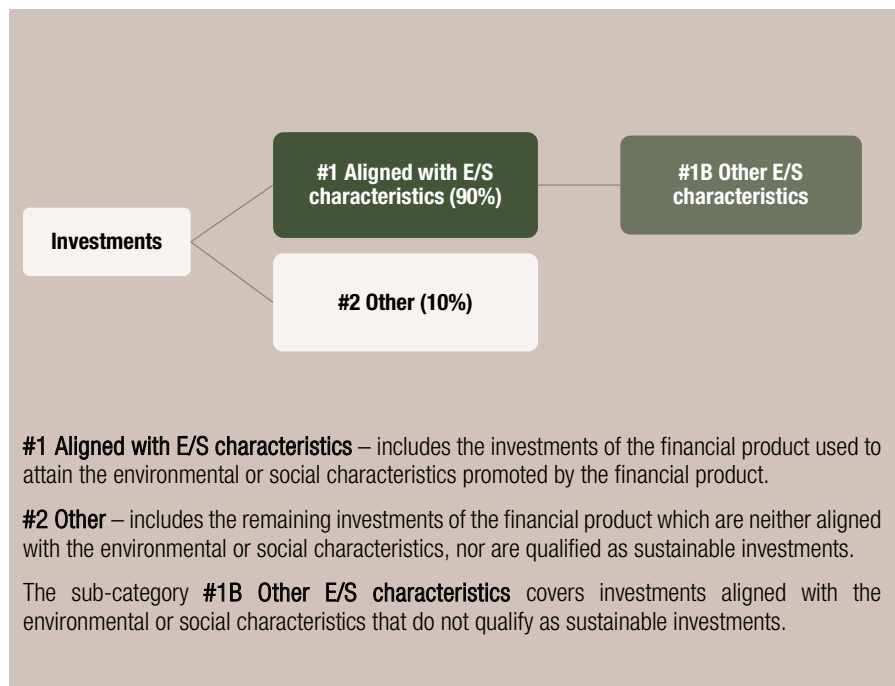 #1 Aligned with E/S
characteristics (90%)
#1B Other E/S
characteristics
Investments
#2 Other (10%)
#1 Aligned with E/S characteristics – includes the investments of the financial product used to
attain the environmental or social characteristics promoted by the financial product.
#2 Other – includes the remaining investments of the financial product which are neither aligned
with the environmental or social characteristics, nor are qualified as sustainable investments.
The sub-category #1B Other E/S characteristics covers investments aligned with the
environmental or social characteristics that do not qualify as sustainable investments.